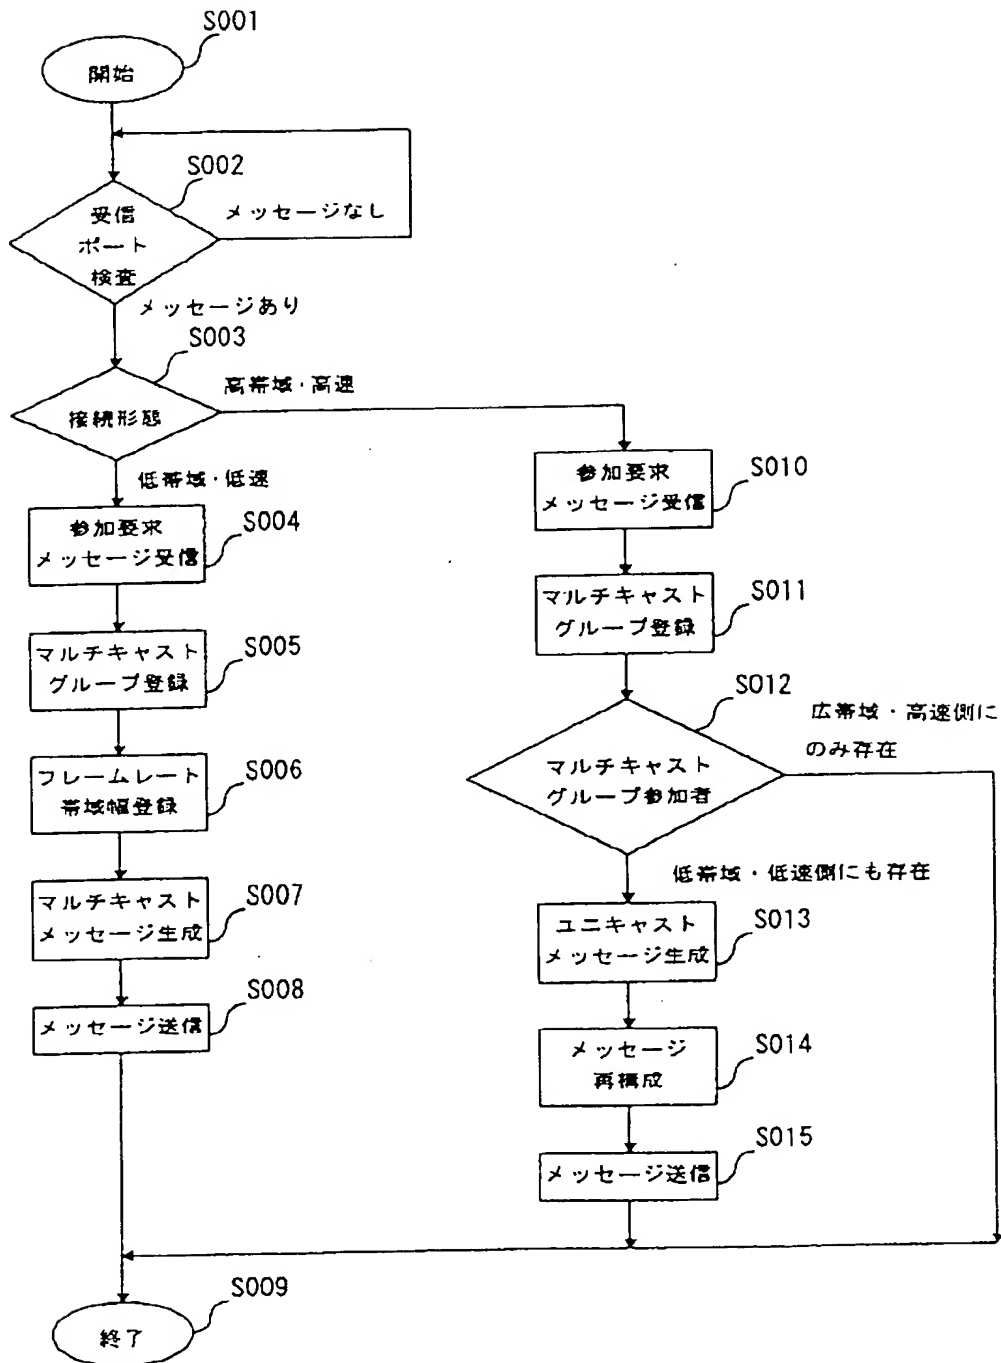 S001
開始
S002
受信
ポート
検査
メッセージなし
メッセージあり
S003
接続形態
高帯域・高速
低帯域・低速
S004
参加要求
メッセージ受信
S005
マルチキャスト
グループ登録
S006
フレームレート
帯域幅登録
S007
マルチキャスト
メッセージ生成
S008
メッセージ送信
S010
参加要求
メッセージ受信
S011
マルチキャスト
グループ登録
S012
マルチキャスト
グループ参加者
広帯域・高速側に
のみ存在
低帯域・低速側にも存在
S013
ユニキャスト
メッセージ生成
S014
メッセージ
再構成
S015
メッセージ送信
S009
終了